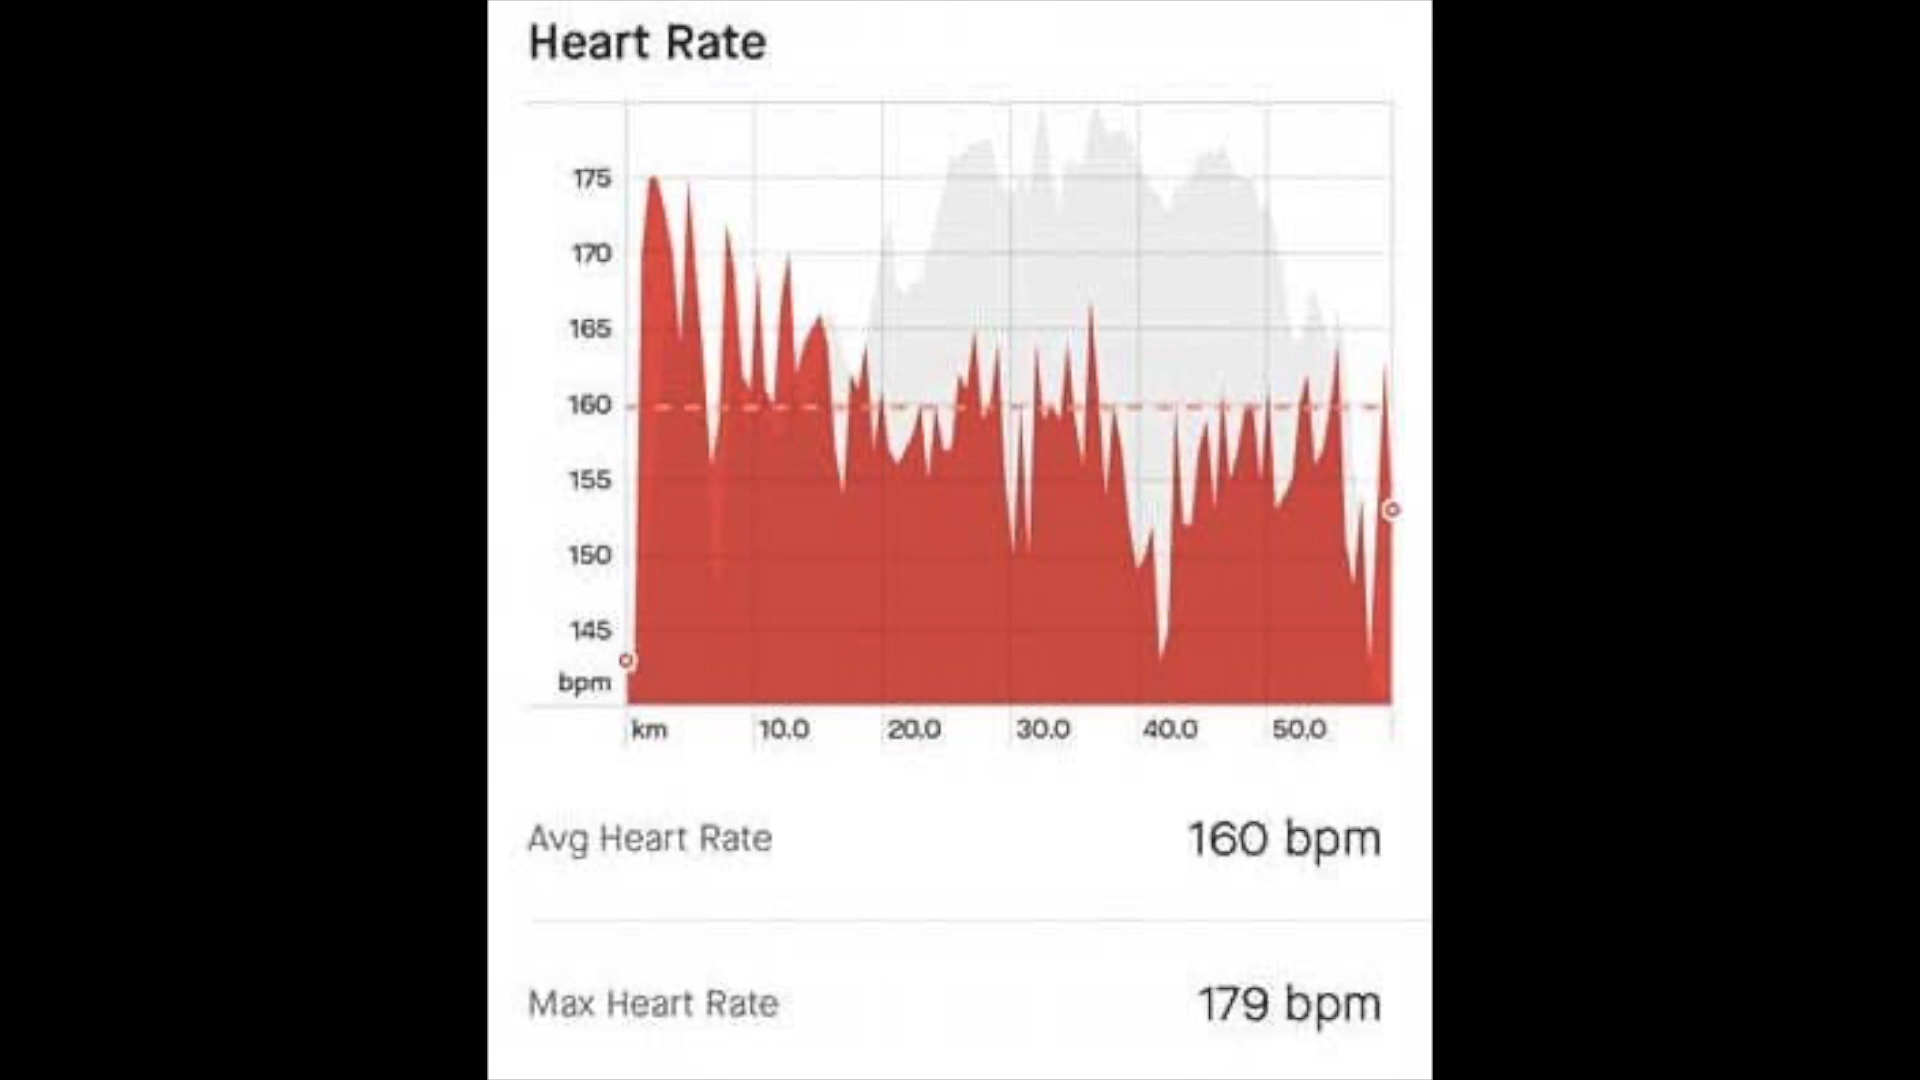 Heart Rate
175
170
165
160
155
150
145
bpm
km 10.0 20.0 30.0 40.0 50.0
Avg Heart Rate 160 bpm
Max Heart Rate 179 bpm